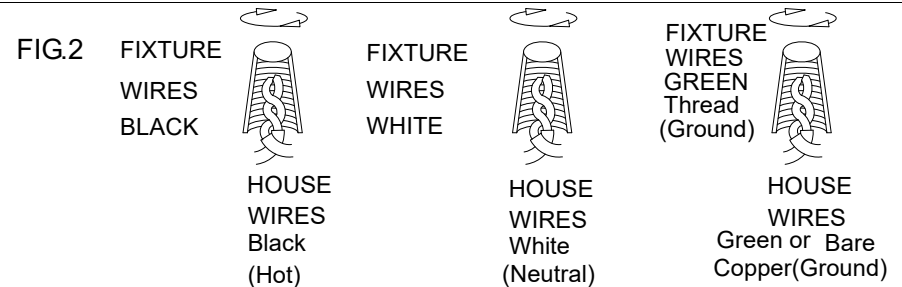 FIG.2
FIXTURE
WIRES
BLACK
HOUSE
WIRES
Black
(Hot)
FIXTURE
WIRES
WHITE
HOUSE
WIRES
White
(Neutral)
FIXTURE
WIRES
GREEN
Thread
(Ground)
HOUSE
WIRES
Green or Bare
Copper(Ground)